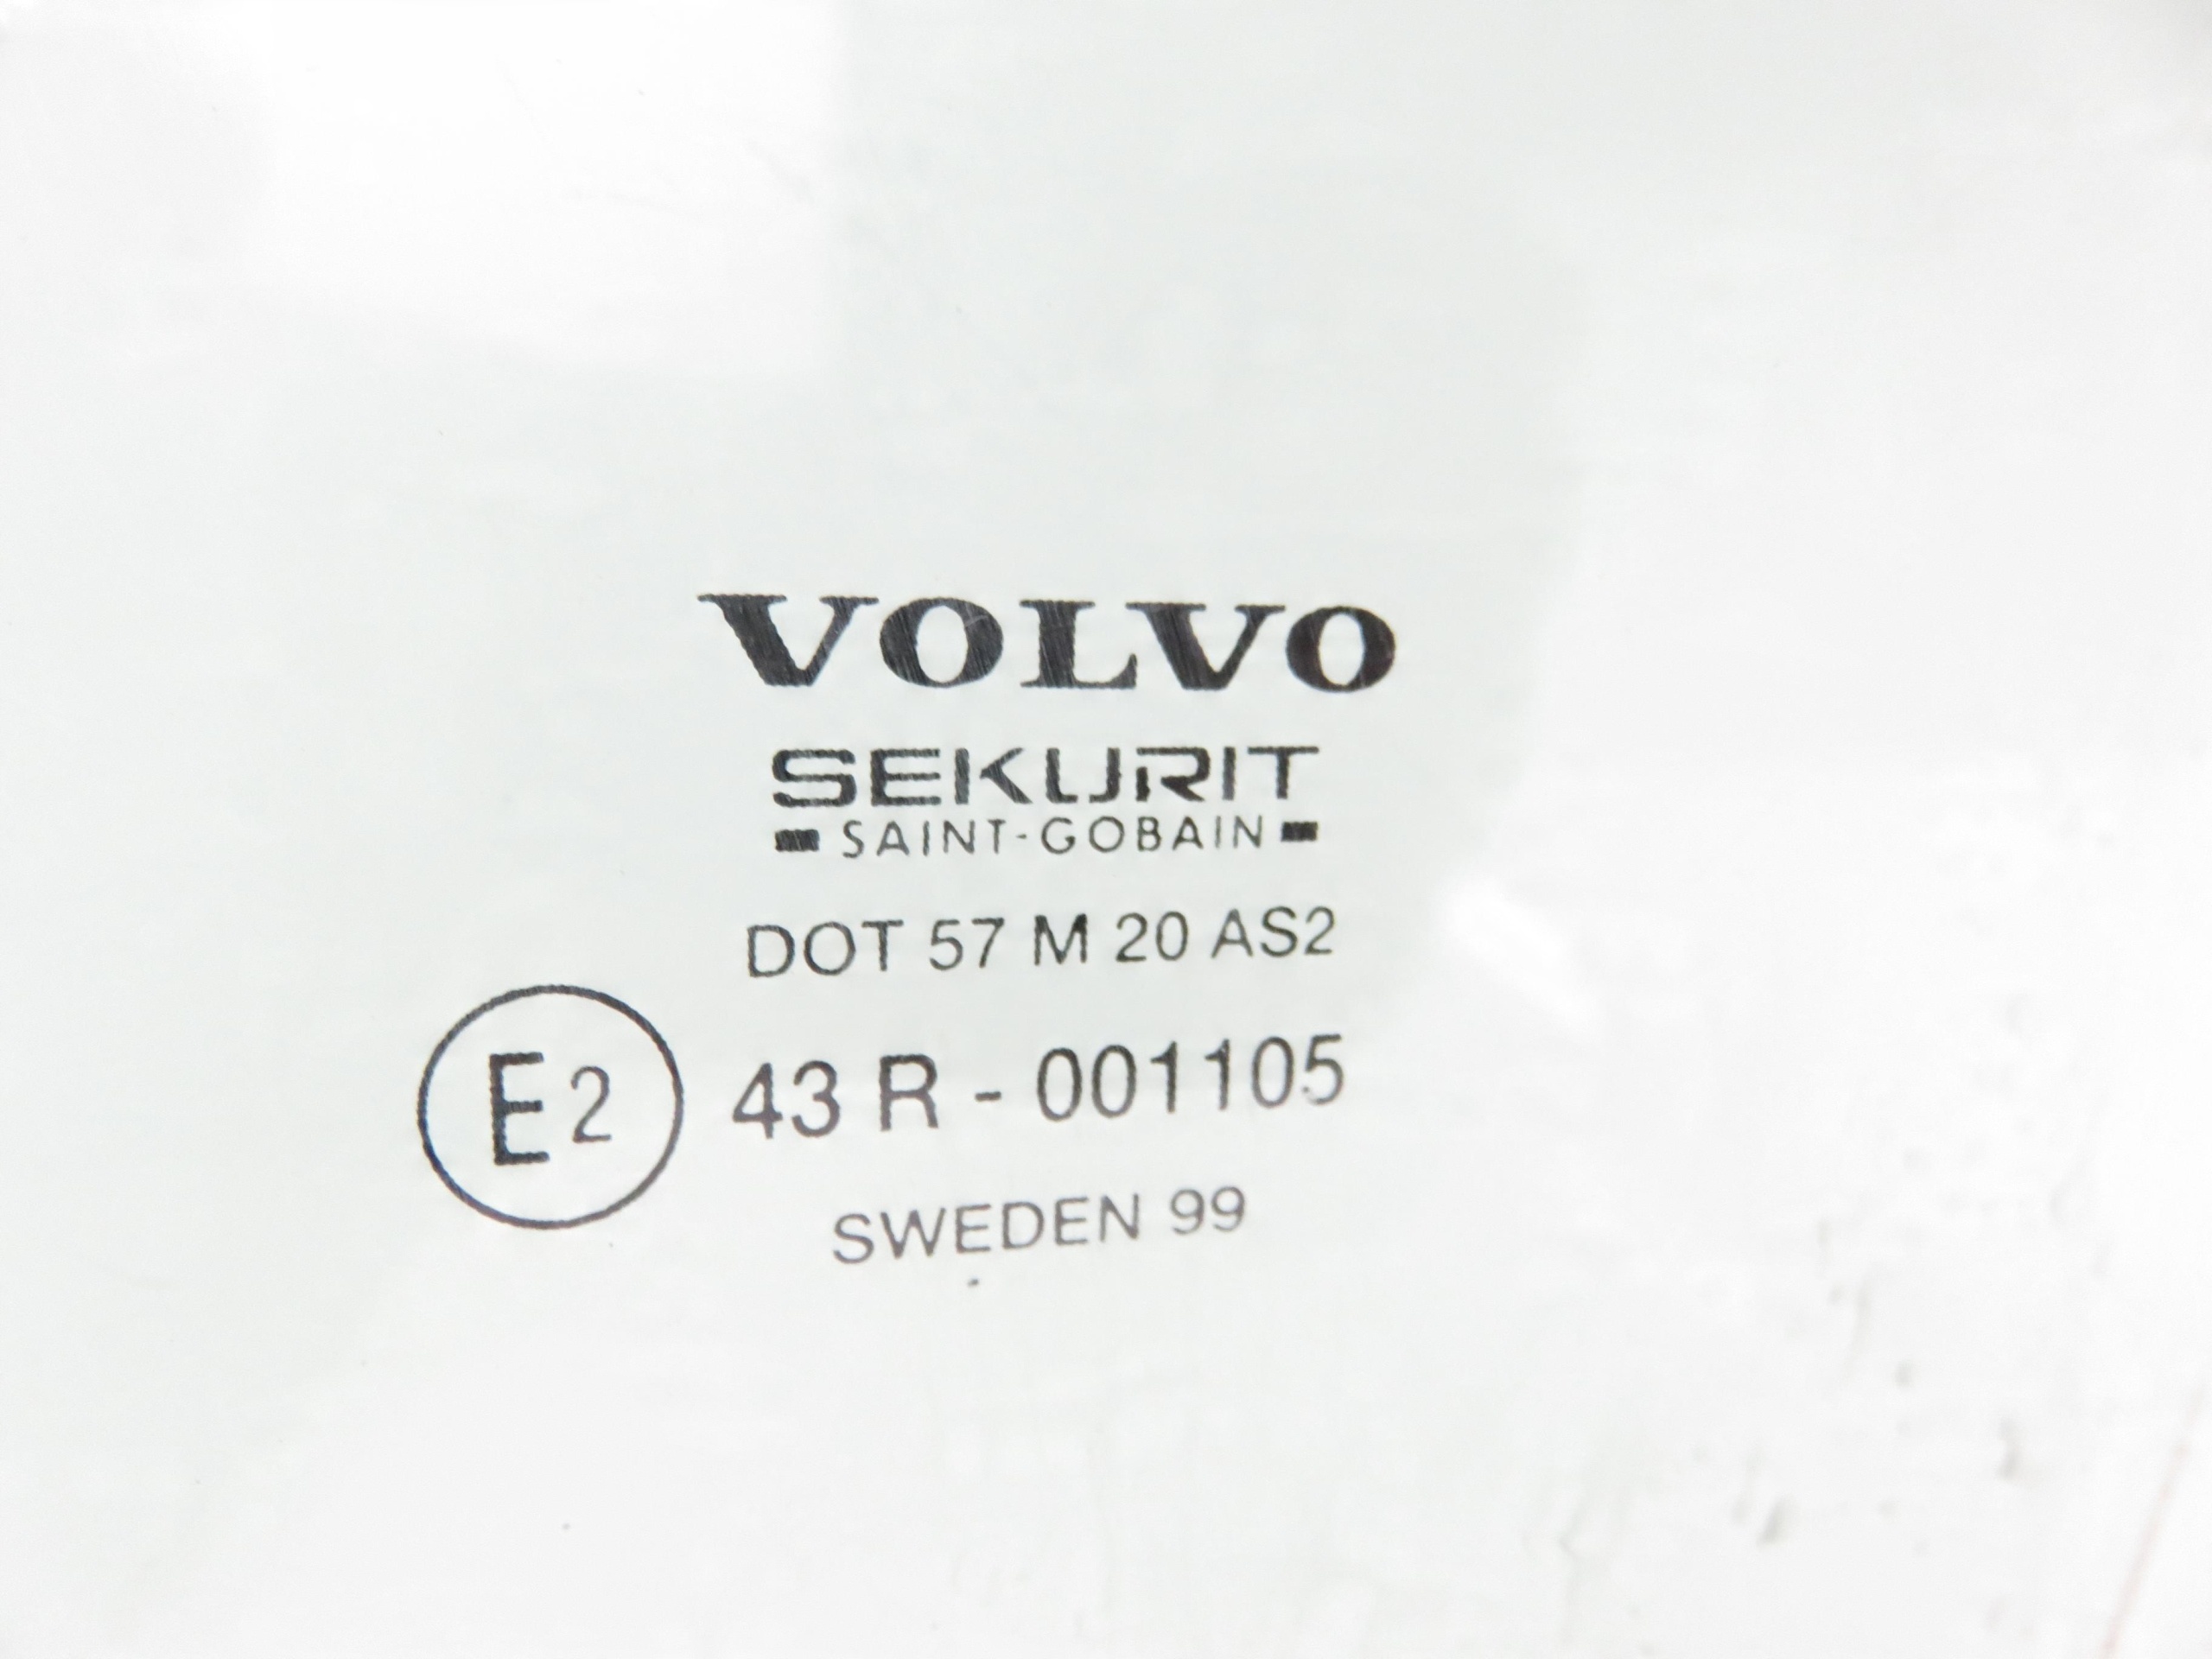 VOLVO
SEKURIT
SAINT-GOBAIN
DOT 57 M 20 AS2
E2 43 R - 001105
SWEDEN 99